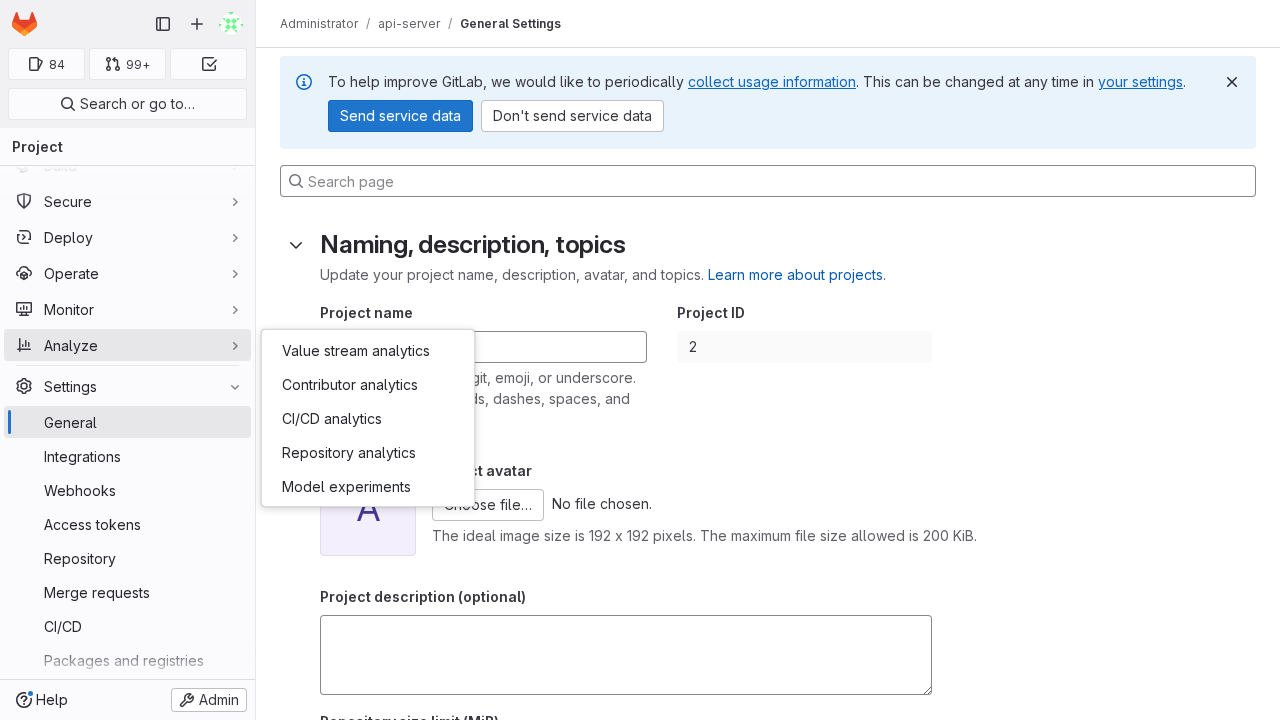 Administrator / api-server / General Settings
84
99+
Search or go to…
Project
Build
Secure
Deploy
Operate
Monitor
Analyze
Settings
General
Integrations
Webhooks
Access tokens
Repository
Merge requests
CI/CD
Packages and registries
Help
Admin
To help improve GitLab, we would like to periodically collect usage information. This can be changed at any time in your settings.
Send service data
Don't send service data
Search page
Naming, description, topics
Update your project name, description, avatar, and topics. Learn more about projects.
Project name
Project ID
2
git, emoji, or underscore.
dashes, spaces, and
Value stream analytics
Contributor analytics
CI/CD analytics
Repository analytics
Model experiments
avatar
A
Choose file…
No file chosen.
The ideal image size is 192 x 192 pixels. The maximum file size allowed is 200 KiB.
Project description (optional)
Repository size limit (MiB)